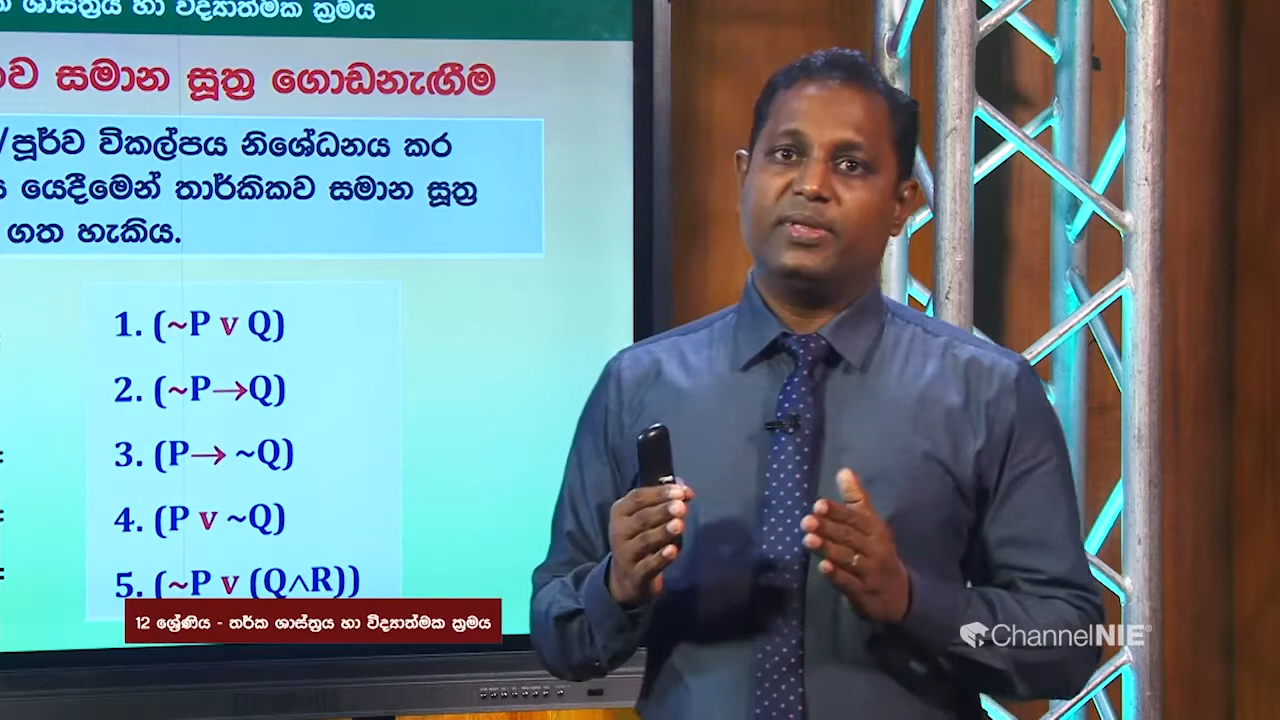 ශාස්ත්‍රය හා විද්‍යාත්මක ක්‍රමය
සමාන සූත්‍ර ගොඩනැඟීම
/පූර්ව විකල්පය නිශේධනය කර
යෙදීමෙන් තාර්කිකව සමාන සූත්‍ර
ගත හැකිය.
1. (~P v Q)
2. (~P→Q)
3. (P→ ~Q)
4. (P v ~Q)
5. (~P v (Q∧R))
12 ශ්‍රේණිය - තර්ක ශාස්ත්‍රය හා විද්‍යාත්මක ක්‍රමය
ChannelNIE®